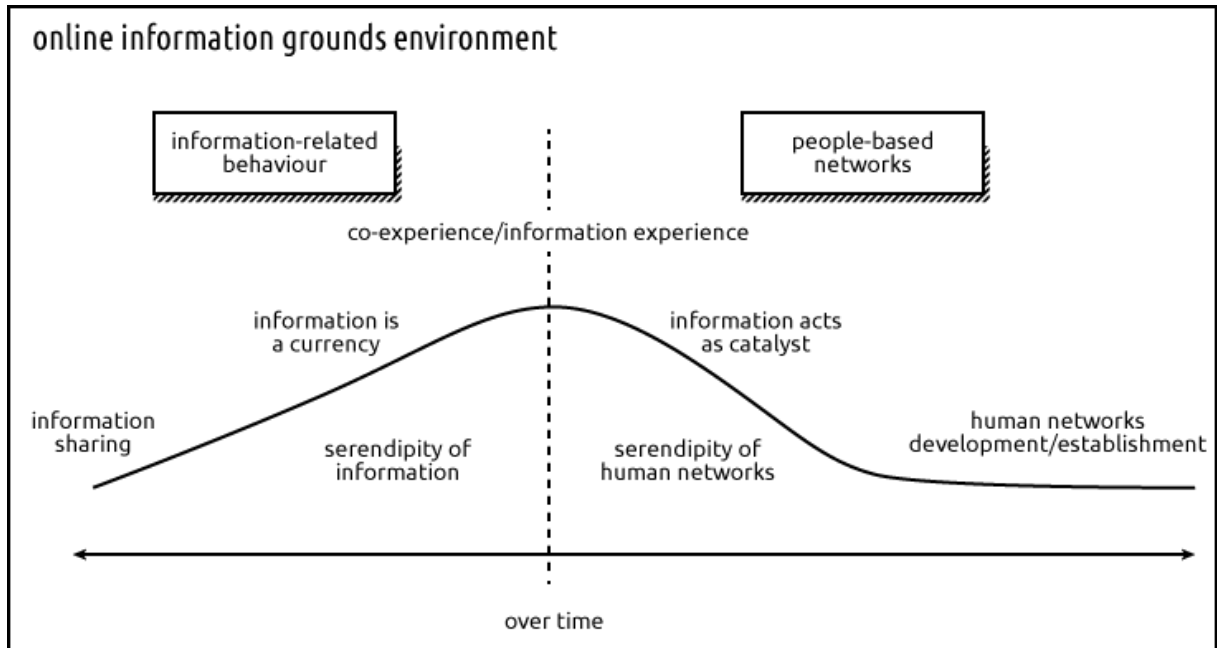 online information grounds environment
information-related
behaviour
people-based
networks
co-experience/information experience
information is
a currency
information acts
as catalyst
information
sharing
serendipity of
information
serendipity of
human networks
human networks
development/establishment
over time